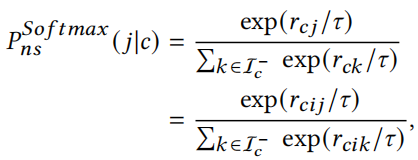 P_{ns}^{Softmax}(j|c) = \frac{\exp(r_{cj}/\tau)}{\sum_{k \in \mathcal{I}_c^-} \exp(r_{ck}/\tau)}
= \frac{\exp(r_{cij}/\tau)}{\sum_{k \in \mathcal{I}_c^-} \exp(r_{cik}/\tau)},